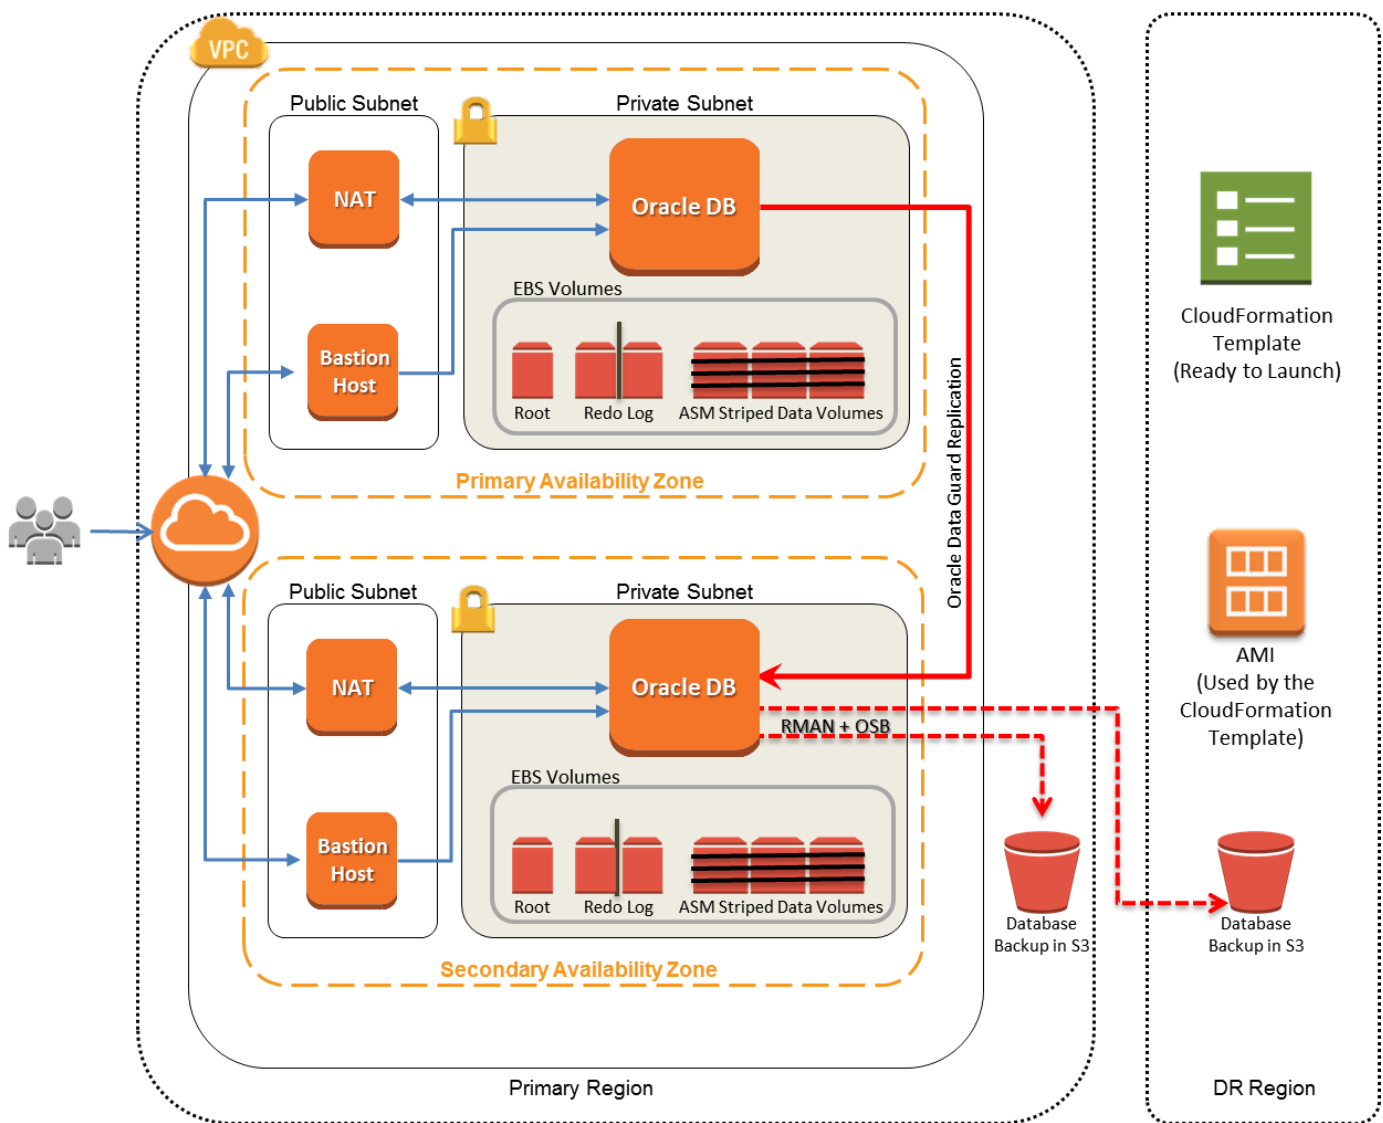 VPC
Public Subnet
Private Subnet
NAT
Oracle DB
EBS Volumes
Bastion
Host
Root
Redo Log
ASM Striped Data Volumes
Primary Availability Zone
Oracle Data Guard Replication
Public Subnet
Private Subnet
NAT
Oracle DB
RMAN + OSB
EBS Volumes
Bastion
Host
Root
Redo Log
ASM Striped Data Volumes
Secondary Availability Zone
Database
Backup in S3
Primary Region
CloudFormation
Template
(Ready to Launch)
AMI
(Used by the
CloudFormation
Template)
Database
Backup in S3
DR Region